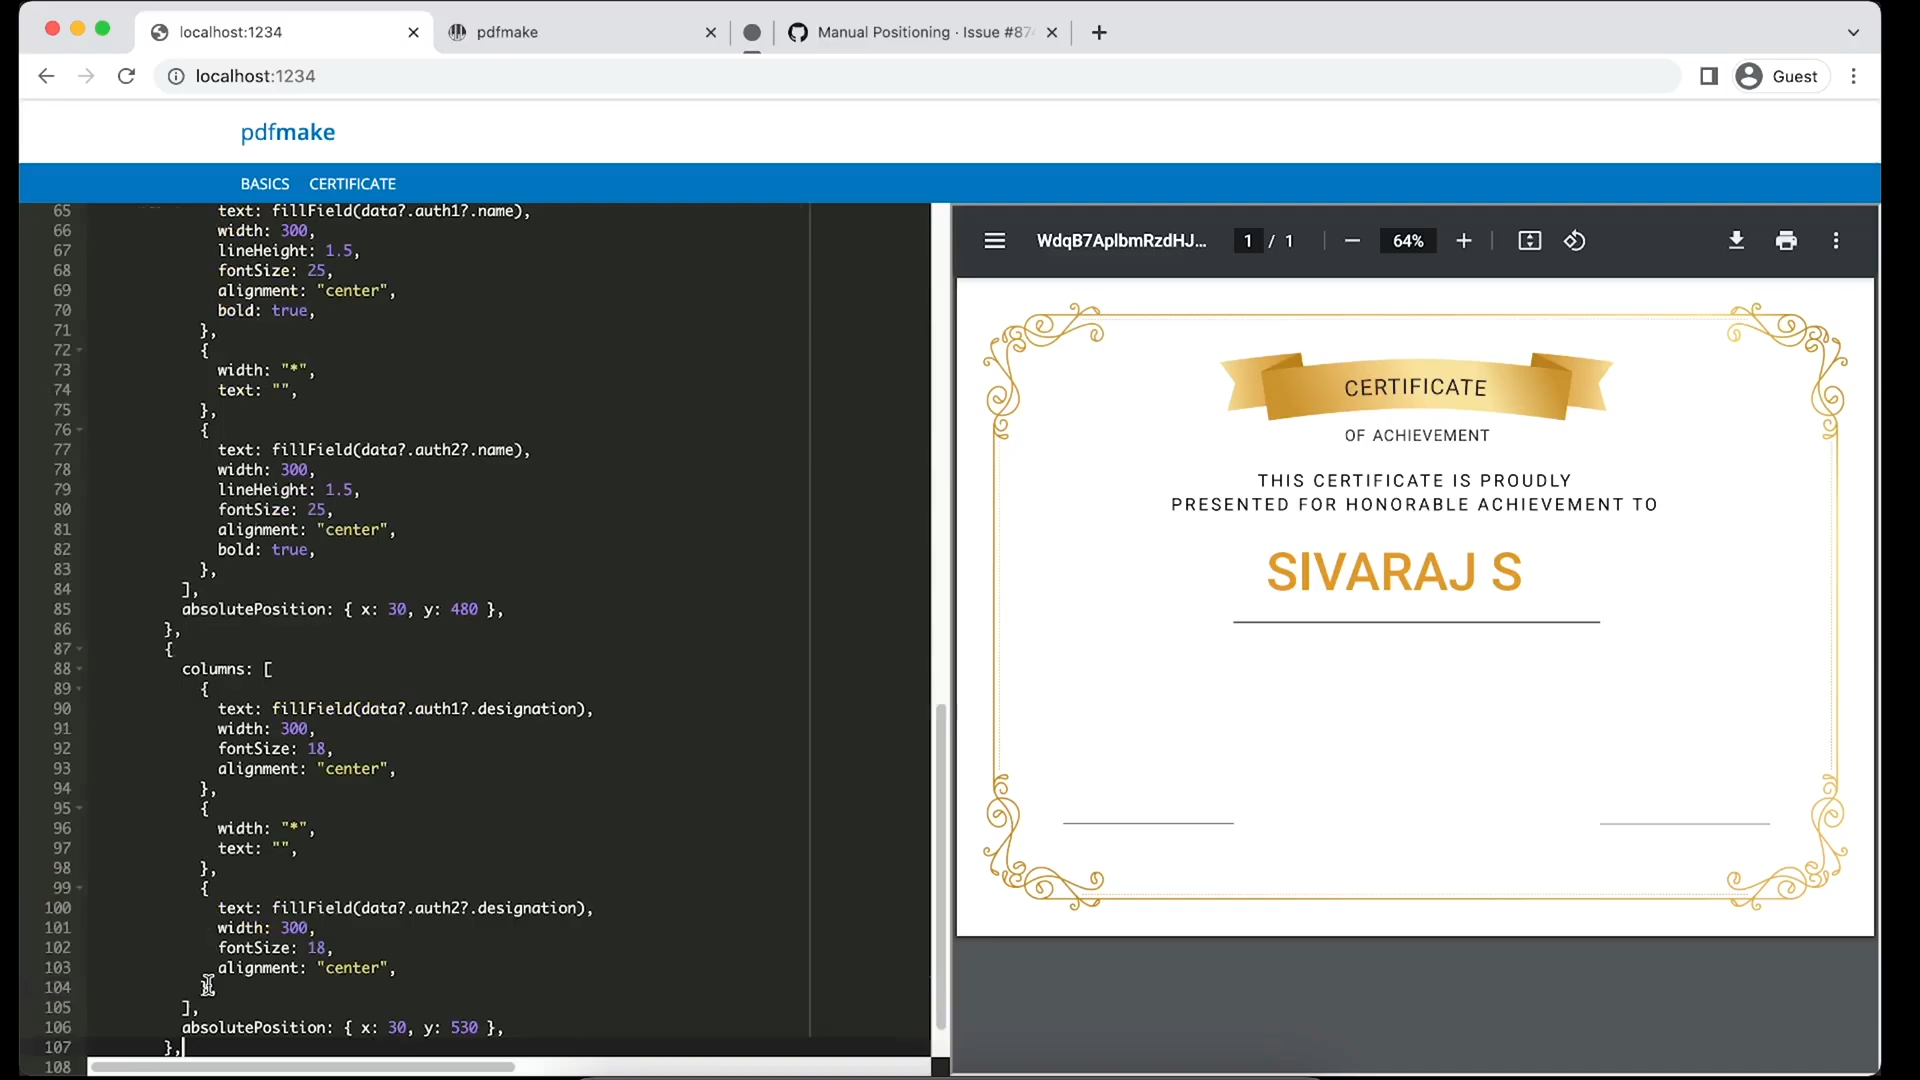 localhost:1234
pdfmake
Manual Positioning · Issue #87
localhost:1234
Guest
pdfmake
BASICS CERTIFICATE
65 text: fillField(data?.auth1?.name),
66 width: 300,
67 lineHeight: 1.5,
68 fontSize: 25,
69 alignment: "center",
70 bold: true,
71 },
72 {
73 width: "*",
74 text: "",
75 },
76 {
77 text: fillField(data?.auth2?.name),
78 width: 300,
79 lineHeight: 1.5,
80 fontSize: 25,
81 alignment: "center",
82 bold: true,
83 },
84 ],
85 absolutePosition: { x: 30, y: 480 },
86 },
87 {
88 columns: [
89 {
90 text: fillField(data?.auth1?.designation),
91 width: 300,
92 fontSize: 18,
93 alignment: "center",
94 },
95 {
96 width: "*",
97 text: "",
98 },
99 {
100 text: fillField(data?.auth2?.designation),
101 width: 300,
102 fontSize: 18,
103 alignment: "center",
104 },
105 ],
106 absolutePosition: { x: 30, y: 530 },
107 },
108
WdqB7AplbmRzdHJ... 1 / 1 64%
CERTIFICATE
OF ACHIEVEMENT
THIS CERTIFICATE IS PROUDLY
PRESENTED FOR HONORABLE ACHIEVEMENT TO
SIVARAJ S